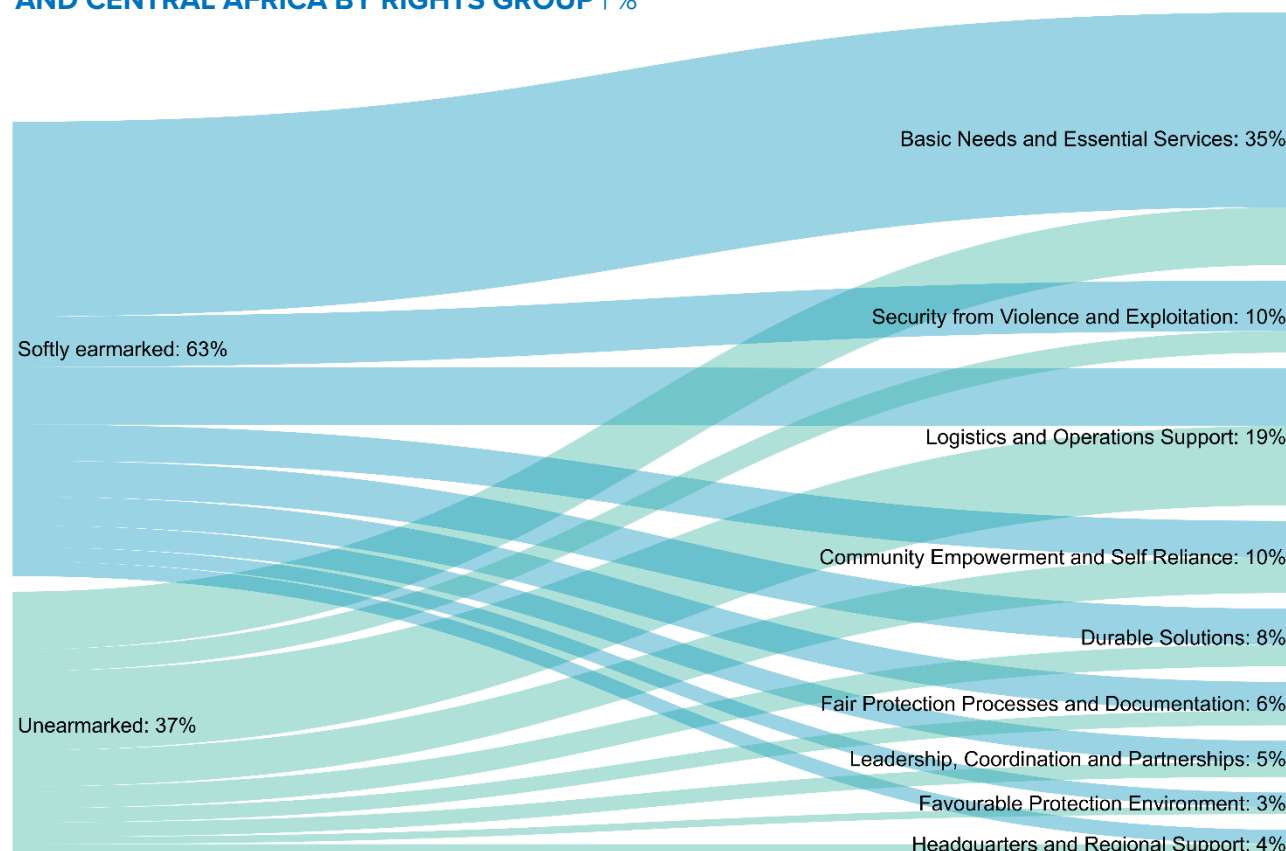 AND CENTRAL AFRICA BY RIGHTS GROUP | %
Basic Needs and Essential Services: 35%
Security from Violence and Exploitation: 10%
Softly earmarked: 63%
Logistics and Operations Support: 19%
Community Empowerment and Self Reliance: 10%
Durable Solutions: 8%
Fair Protection Processes and Documentation: 6%
Unearmarked: 37%
Leadership, Coordination and Partnerships: 5%
Favourable Protection Environment: 3%
Headquarters and Regional Support: 4%